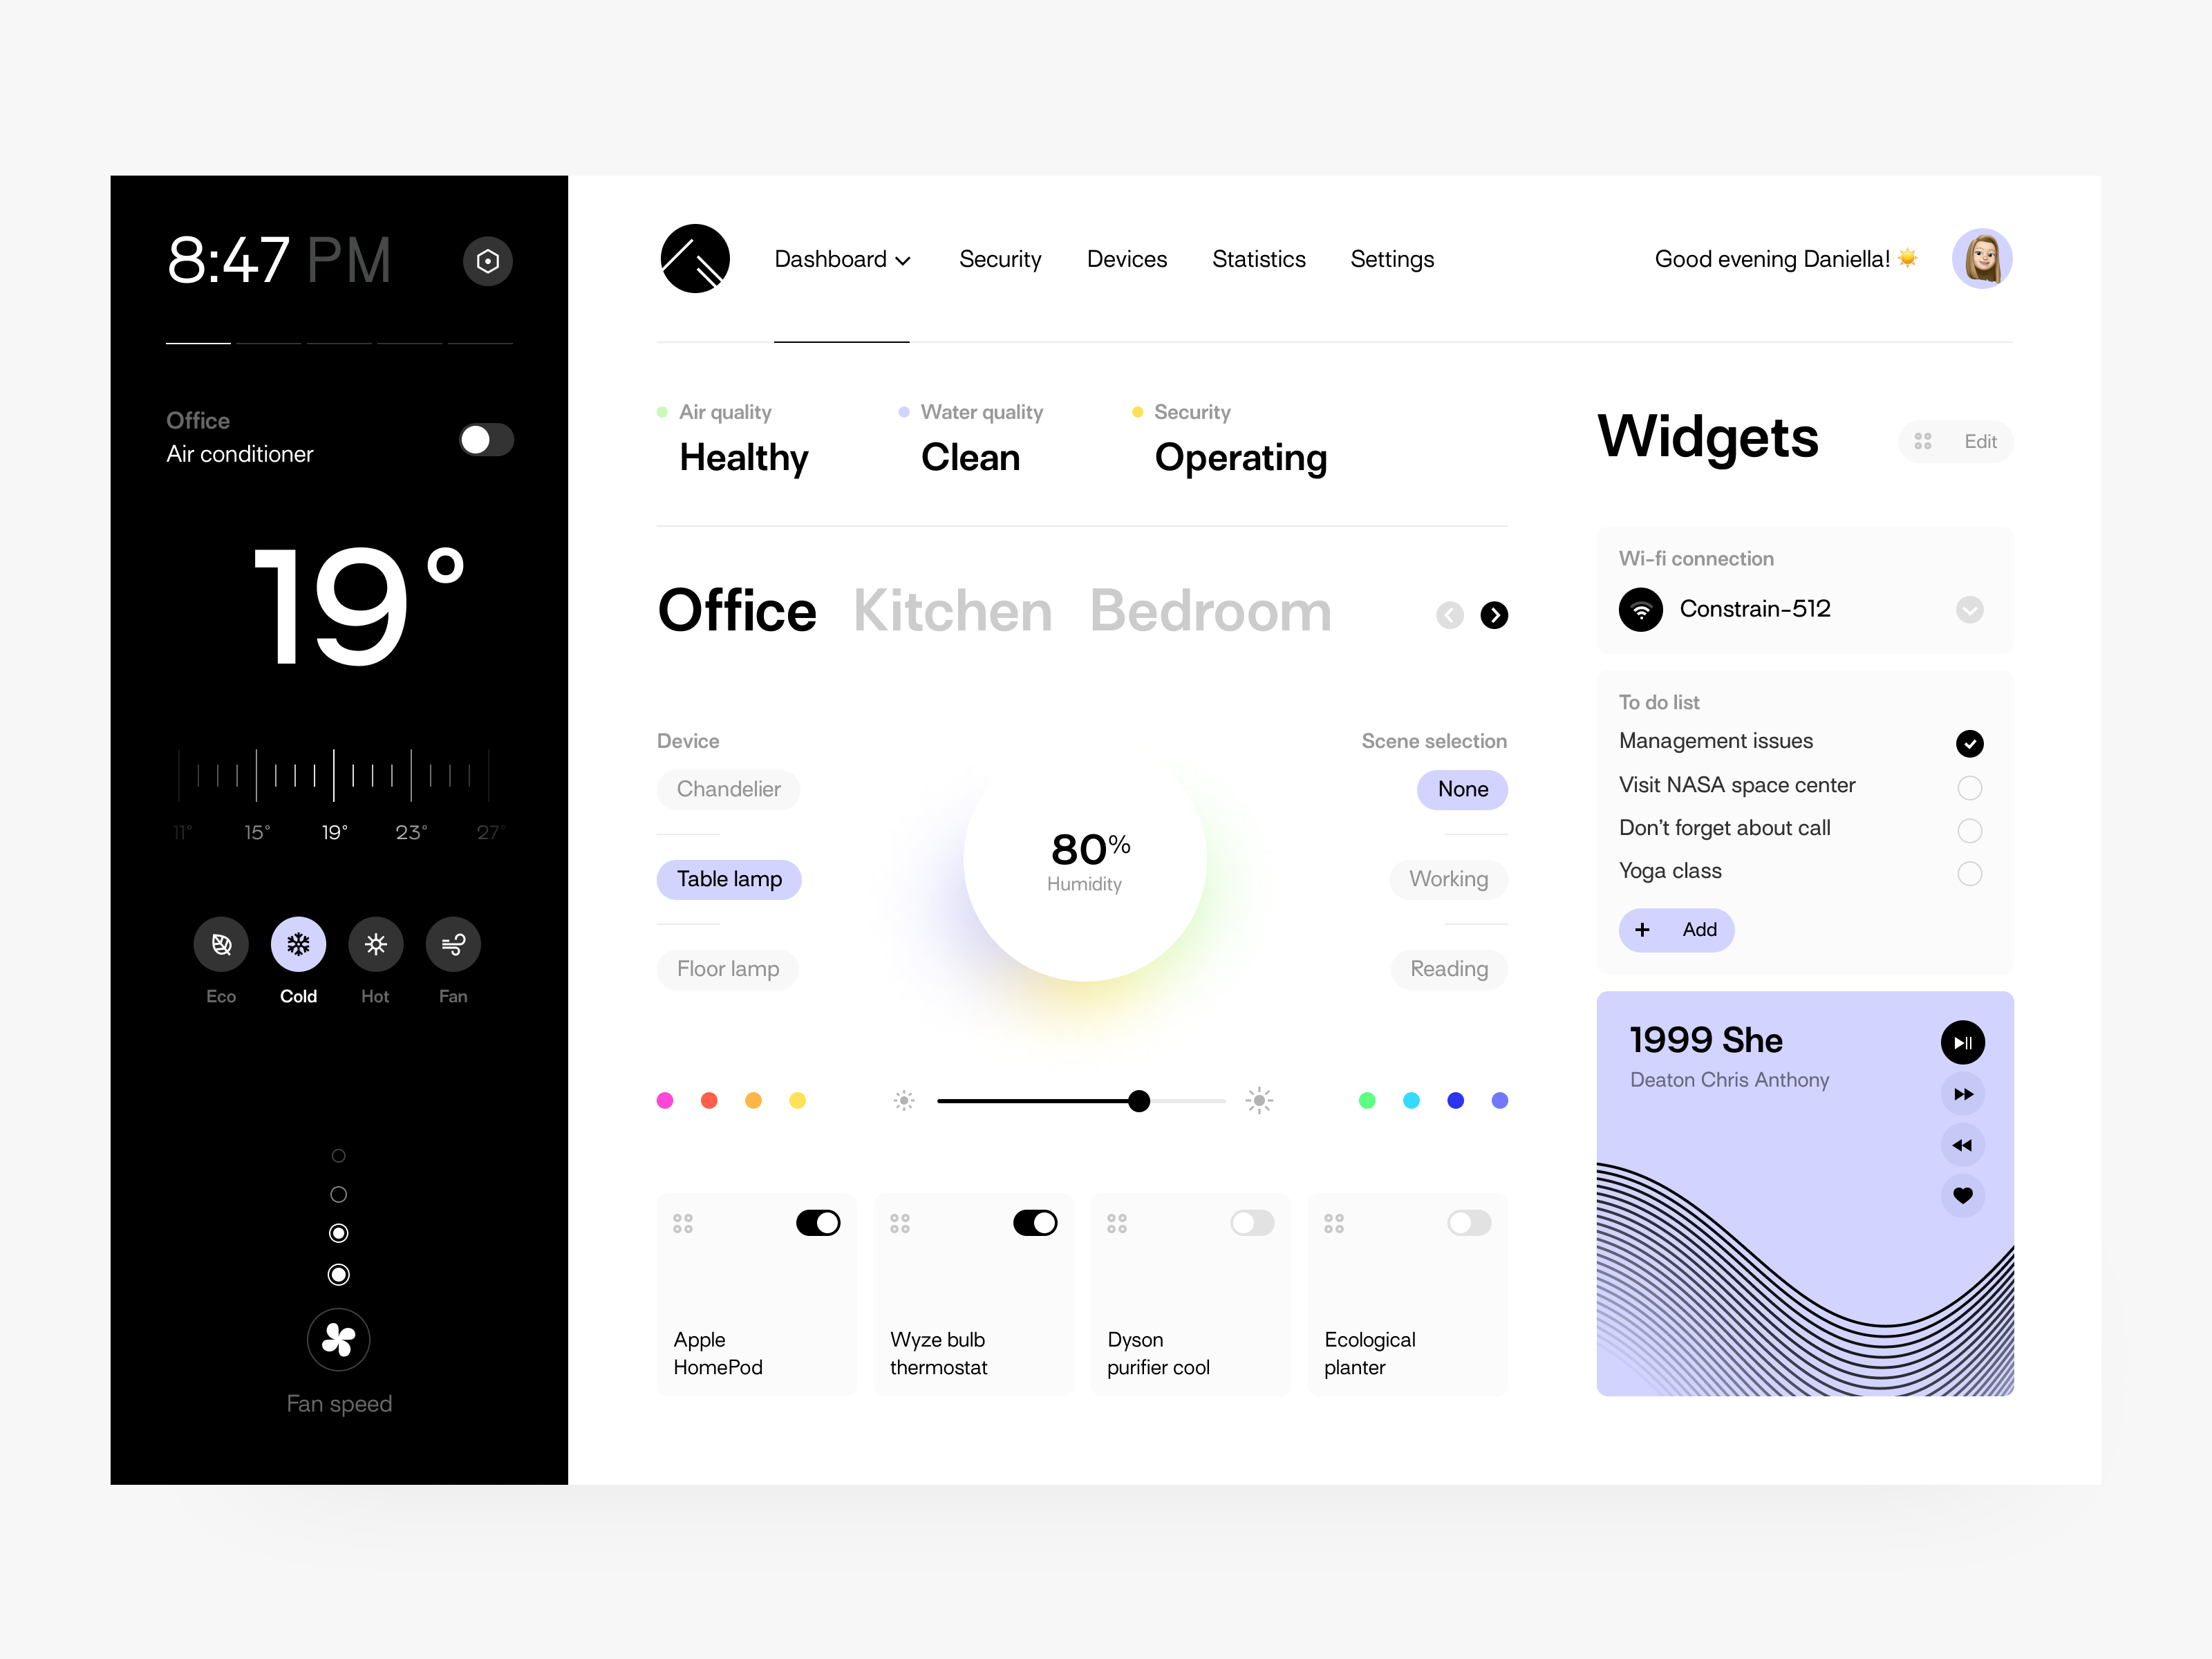 8:47 PM
Office
Air conditioner
19°
11° 15° 19° 23° 27°
Eco Cold Hot Fan
Fan speed
Dashboard Security Devices Statistics Settings
Good evening Daniella! ☀️
Air quality
Healthy
Water quality
Clean
Security
Operating
Office Kitchen Bedroom
Device
Chandelier
Table lamp
Floor lamp
80%
Humidity
Scene selection
None
Working
Reading
Apple
HomePod
Wyze bulb
thermostat
Dyson
purifier cool
Ecological
planter
Widgets
Edit
Wi-fi connection
Constrain-512
To do list
Management issues
Visit NASA space center
Don’t forget about call
Yoga class
+ Add
1999 She
Deaton Chris Anthony